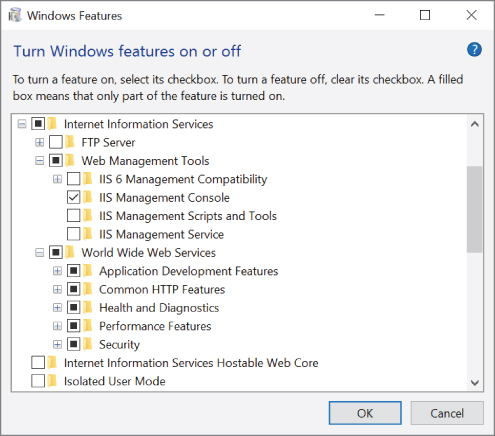 Windows Features
Turn Windows features on or off
?
To turn a feature on, select its checkbox. To turn a feature off, clear its checkbox. A filled
box means that only part of the feature is turned on.
Internet Information Services
FTP Server
Web Management Tools
IIS 6 Management Compatibility
IIS Management Console
IIS Management Scripts and Tools
IIS Management Service
World Wide Web Services
Application Development Features
Common HTTP Features
Health and Diagnostics
Performance Features
Security
Internet Information Services Hostable Web Core
Isolated User Mode
OK Cancel